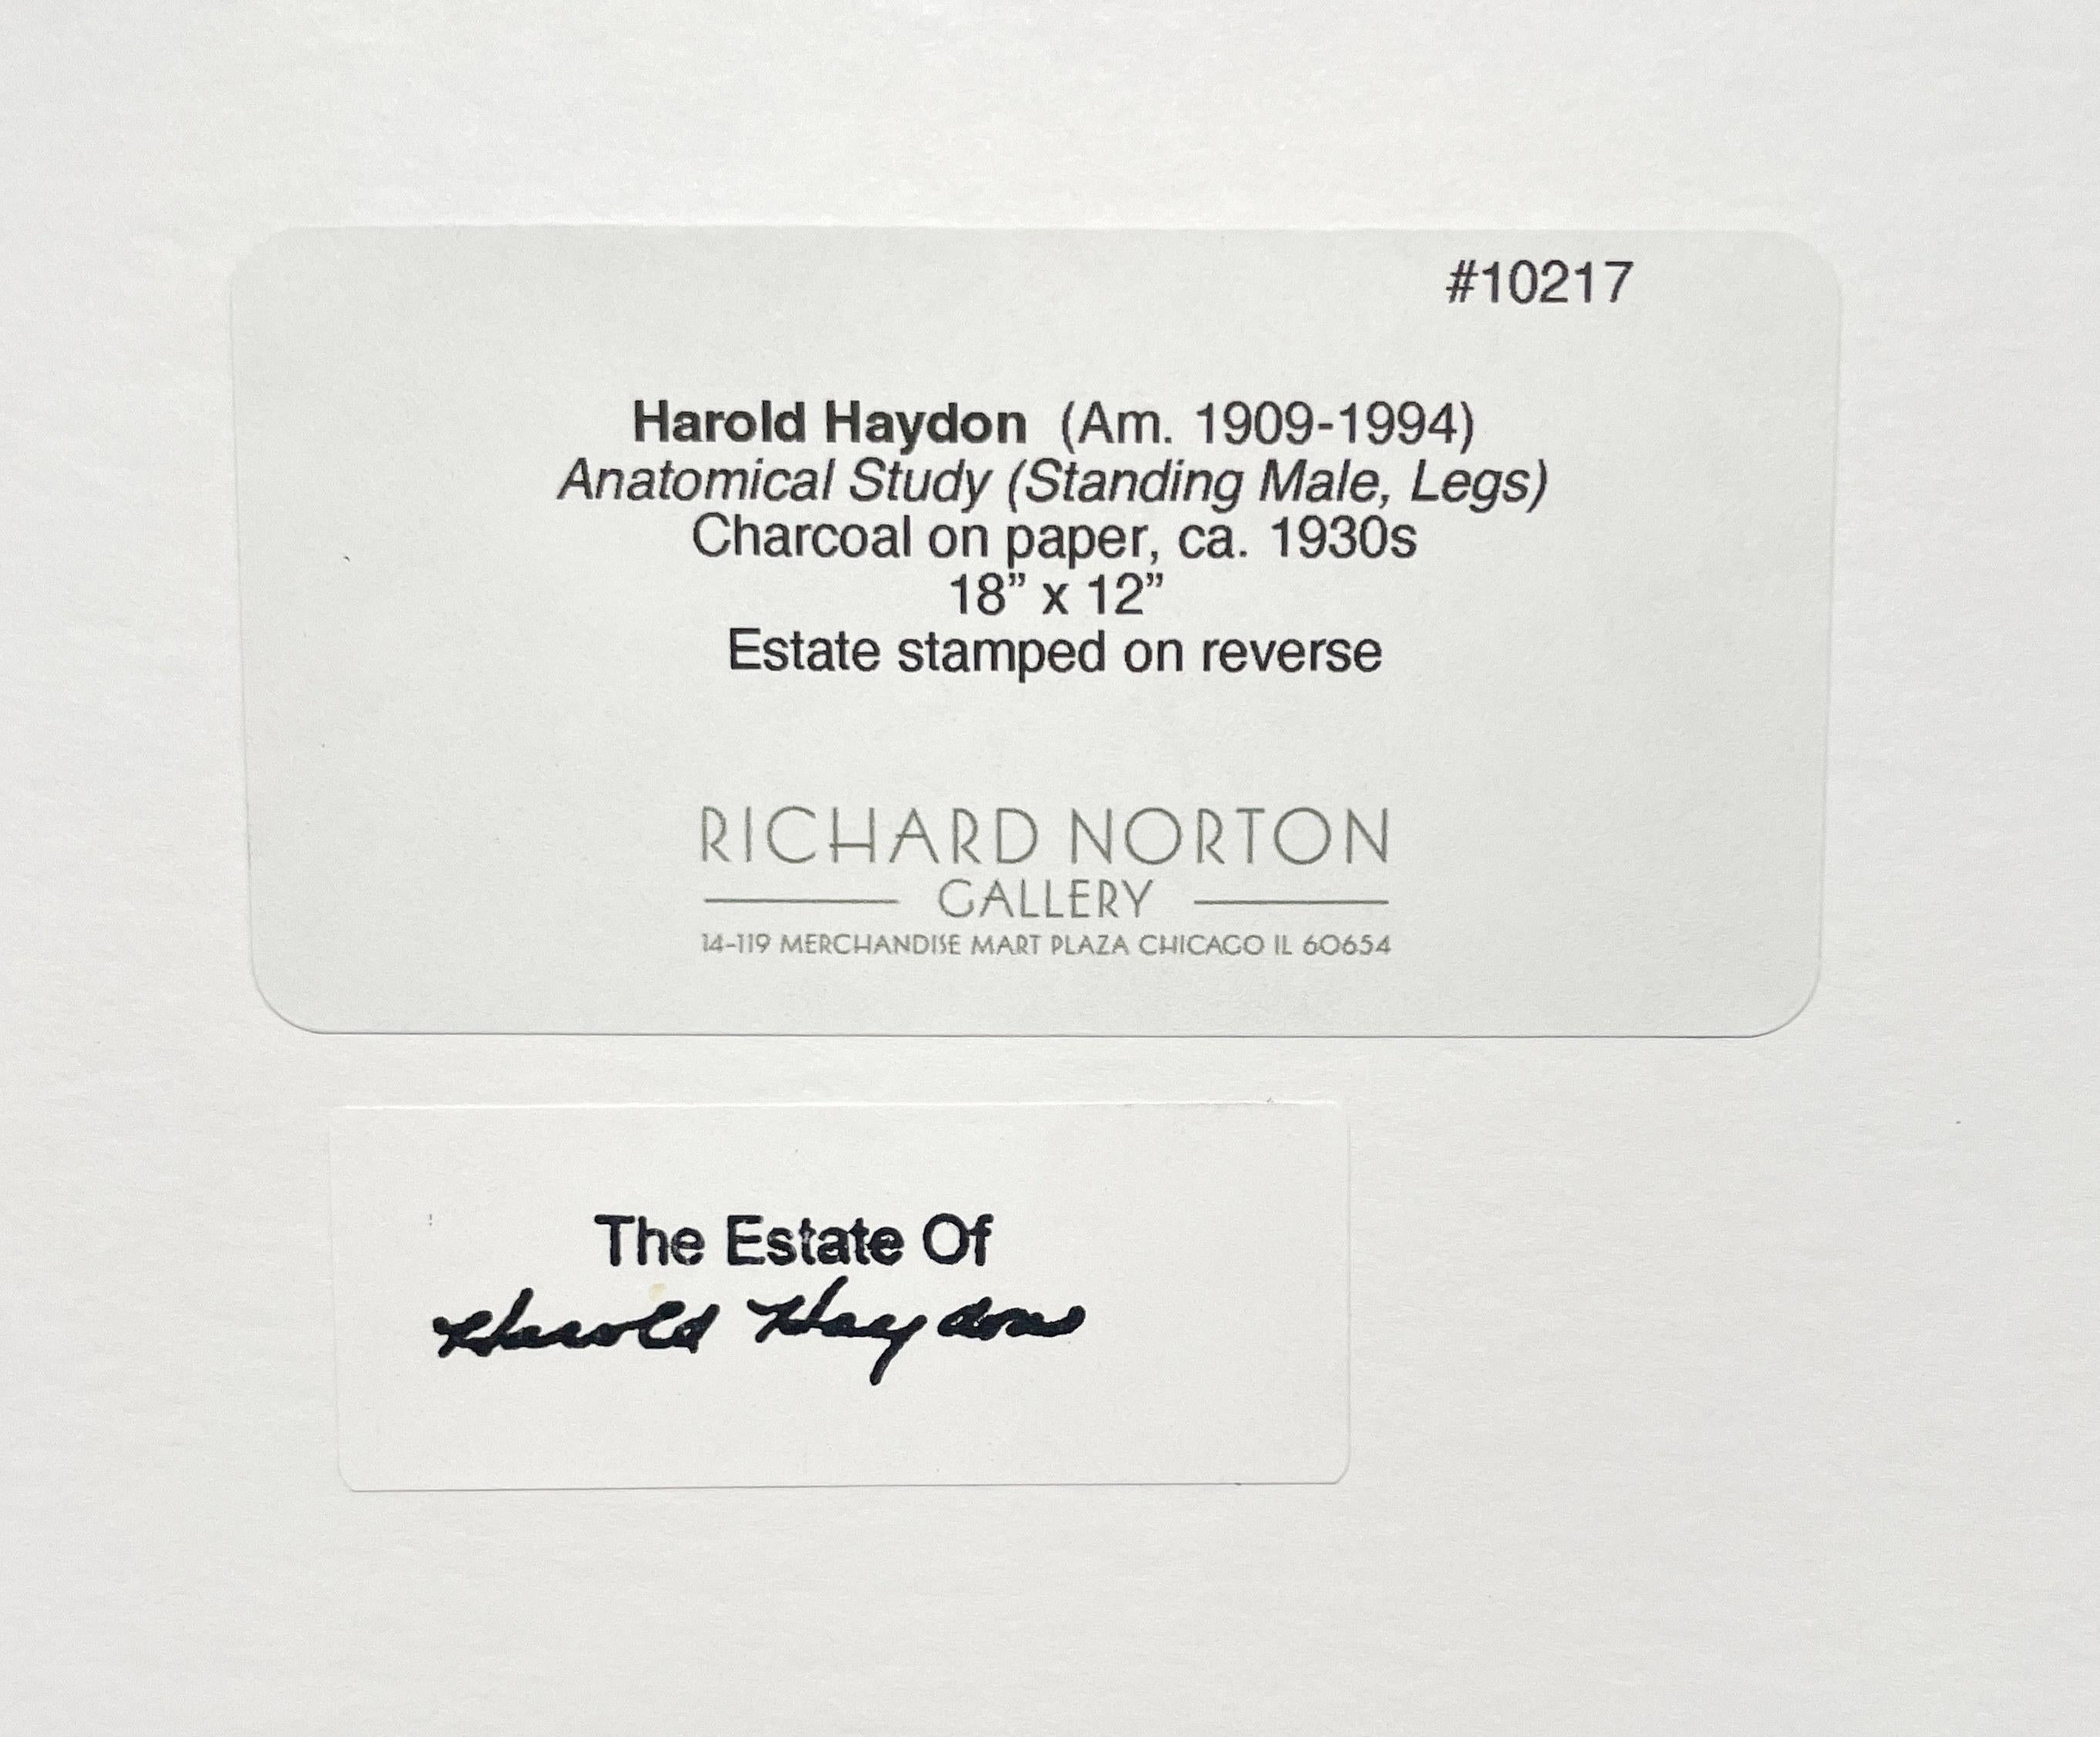 #10217
Harold Haydon (Am. 1909-1994)
Anatomical Study (Standing Male, Legs)
Charcoal on paper, ca. 1930s
18” x 12”
Estate stamped on reverse
RICHARD NORTON
GALLERY
14-119 MERCHANDISE MART PLAZA CHICAGO IL 60654
The Estate Of
Harold Haydon